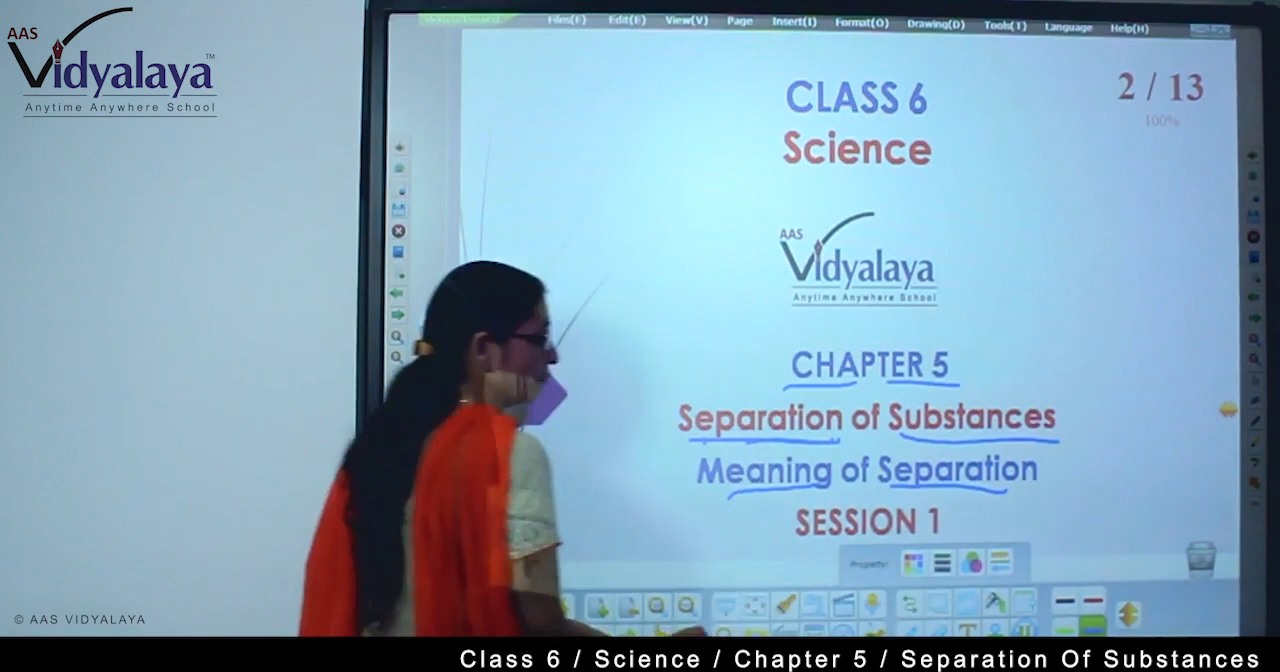 AAS
Vidyalaya™
Anytime Anywhere School
Files(F) Edit(E) View(V) Page Insert(I) Format(O) Drawing(D) Tools(T) Language Help(H)
2 / 13
100%
CLASS 6
Science
AAS
Vidyalaya
Anytime Anywhere School
CHAPTER 5
Separation of Substances
Meaning of Separation
SESSION 1
Property:
© AAS VIDYALAYA
Class 6 / Science / Chapter 5 / Separation Of Substances